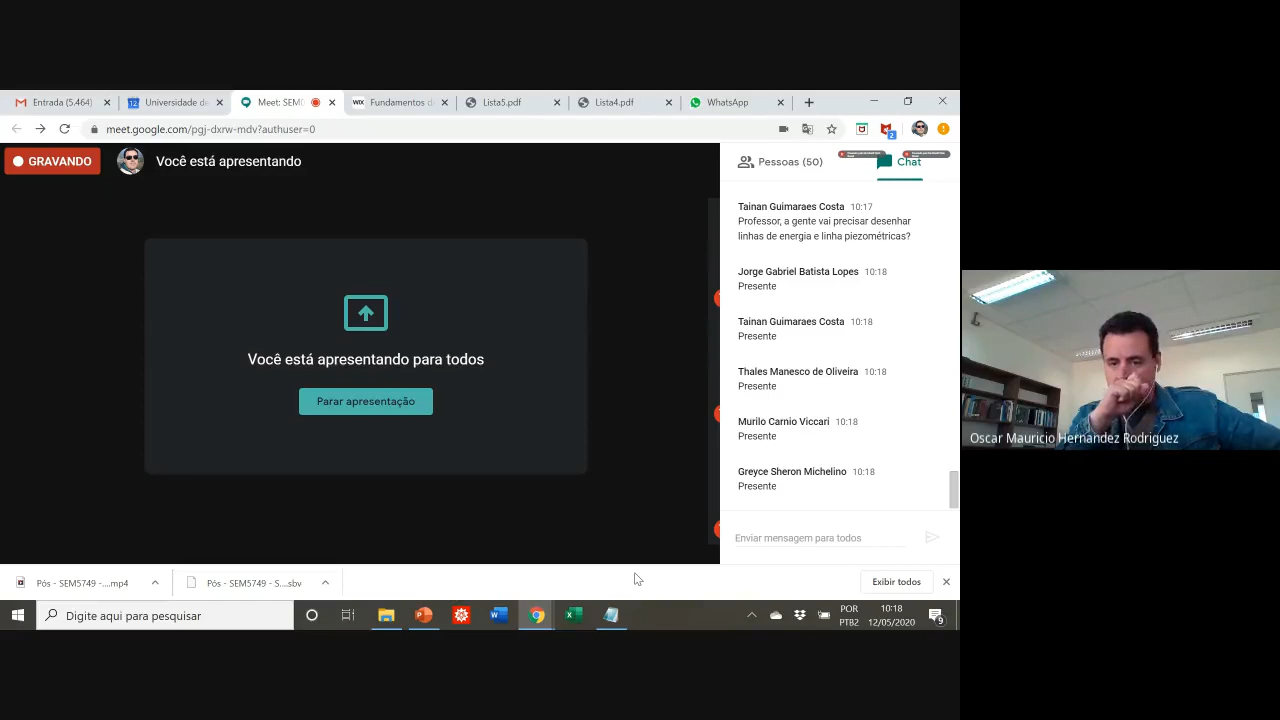 Entrada (5.464)
Universidade de
Meet: SEM
WIX Fundamentos d
Lista5.pdf
Lista4.pdf
WhatsApp
meet.google.com/pgj-dxrw-mdv?authuser=0
2
GRAVANDO
Você está apresentando
Pessoas (50)
Chat
Tainan Guimaraes Costa 10:17
Professor, a gente vai precisar desenhar
linhas de energia e linha piezométricas?
Jorge Gabriel Batista Lopes 10:18
Presente
Tainan Guimaraes Costa 10:18
Presente
Thales Manesco de Oliveira 10:18
Presente
Murilo Carnio Viccari 10:18
Presente
Greyce Sheron Michelino 10:18
Presente
Enviar mensagem para todos
Você está apresentando para todos
Parar apresentação
Oscar Mauricio Hernandez Rodriguez
Pós - SEM5749 -....mp4
Pós - SEM5749 - S....sbv
Exibir todos
Digite aqui para pesquisar
POR
PTB2
10:18
12/05/2020
9